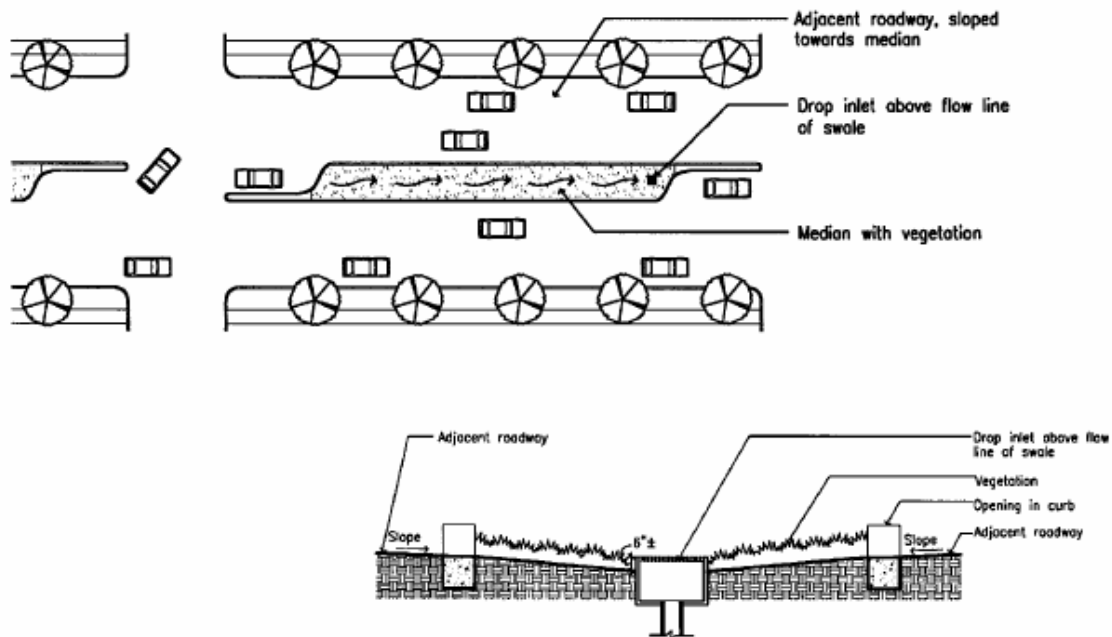 Adjacent roadway, sloped
towards median
Drop inlet above flow line
of swale
Median with vegetation
Adjacent roadway
Drop inlet above flow
line of swale
Vegetation
Opening in curb
Adjacent roadway
Slope
6"±
Slope